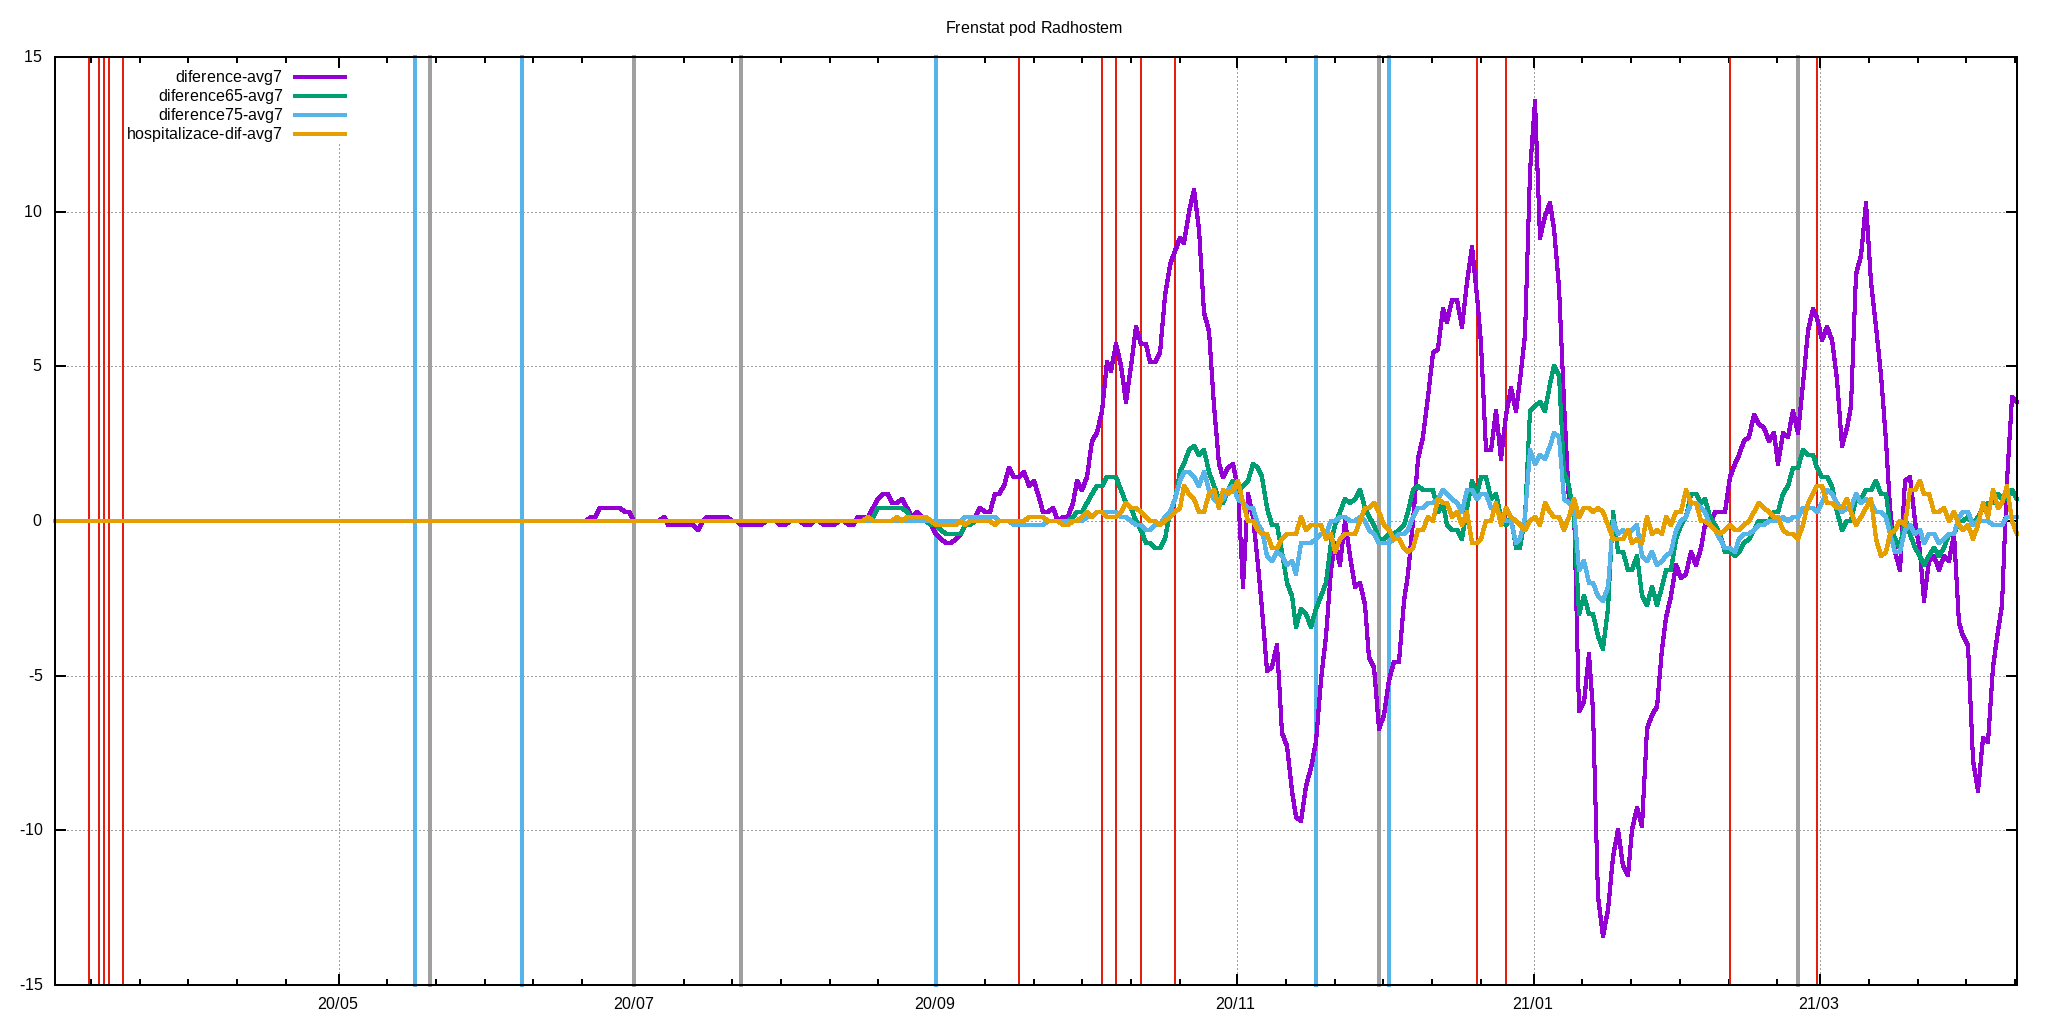 Frenstat pod Radhostem
diference-avg7
diference65-avg7
diference75-avg7
hospitalizace-dif-avg7
15
10
5
0
-5
-10
-15
20/05
20/07
20/09
20/11
21/01
21/03